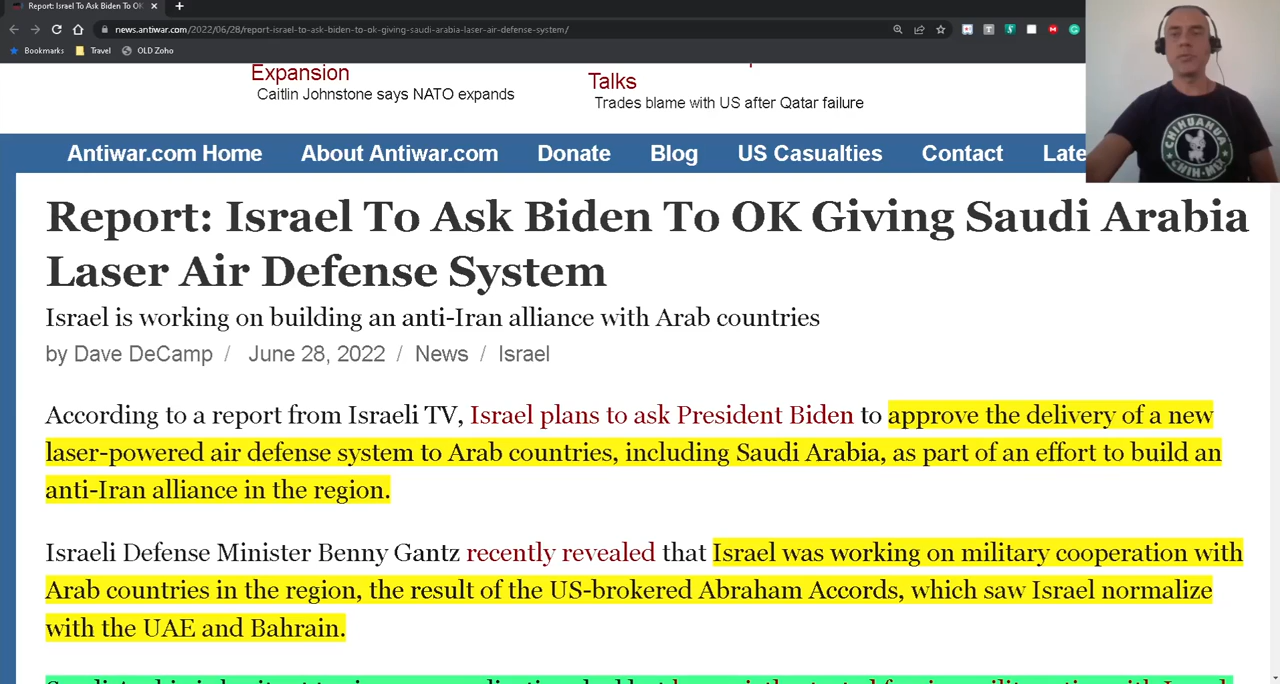 Report: Israel To Ask Biden To OK
news.antiwar.com/2022/06/28/report-israel-to-ask-biden-to-ok-giving-saudi-arabia-laser-air-defense-system/
Bookmarks Travel OLD Zoho
Expansion
Caitlin Johnstone says NATO expands
Talks
Trades blame with US after Qatar failure
Antiwar.com Home About Antiwar.com Donate Blog US Casualties Contact Late
CHIHUAHUA
Report: Israel To Ask Biden To OK Giving Saudi Arabia
Laser Air Defense System
Israel is working on building an anti-Iran alliance with Arab countries
by Dave DeCamp / June 28, 2022 / News / Israel
According to a report from Israeli TV, Israel plans to ask President Biden to approve the delivery of a new
laser-powered air defense system to Arab countries, including Saudi Arabia, as part of an effort to build an
anti-Iran alliance in the region.
Israeli Defense Minister Benny Gantz recently revealed that Israel was working on military cooperation with
Arab countries in the region, the result of the US-brokered Abraham Accords, which saw Israel normalize
with the UAE and Bahrain.